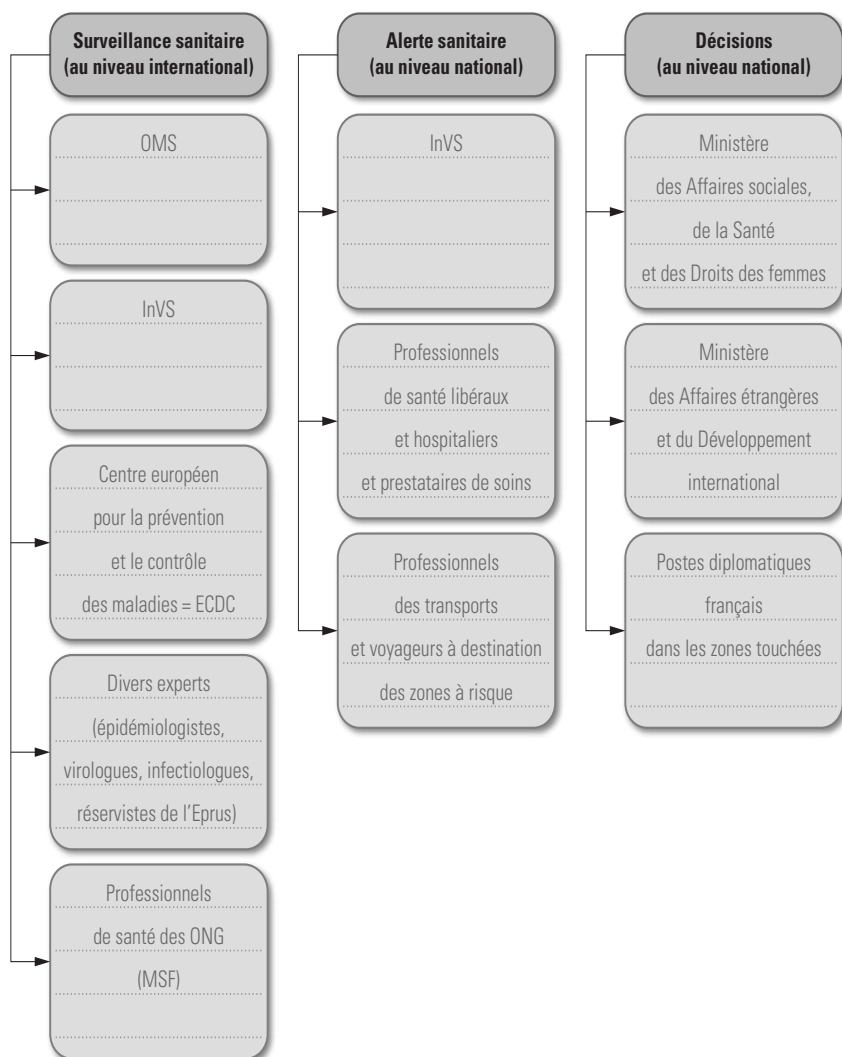 Surveillance sanitaire
(au niveau international)
OMS
InVS
Centre européen
pour la prévention
et le contrôle
des maladies = ECDC
Divers experts
(épidémiologistes,
virologues, infectiologues,
réservistes de l'Eprus)
Professionnels
de santé des ONG
(MSF)
Alerte sanitaire
(au niveau national)
InVS
Professionnels
de santé libéraux
et hospitaliers
et prestataires de soins
Professionnels
des transports
et voyageurs à destination
des zones à risque
Décisions
(au niveau national)
Ministère
des Affaires sociales,
de la Santé
et des Droits des femmes
Ministère
des Affaires étrangères
et du Développement
international
Postes diplomatiques
français
dans les zones touchées